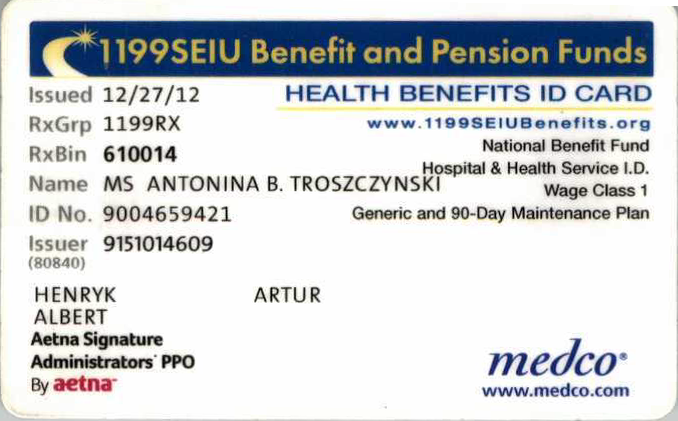 1199SEIU Benefit and Pension Funds
Issued 12/27/12
HEALTH BENEFITS ID CARD
RxGrp 1199RX
www.1199SEIUBenefits.org
RxBin 610014
National Benefit Fund
Hospital & Health Service I.D.
Name MS ANTONINA B. TROSZCZYNSKI
Wage Class 1
ID No. 9004659421
Generic and 90-Day Maintenance Plan
Issuer 9151014609
(80840)
HENRYK ARTUR
ALBERT
Aetna Signature
Administrators' PPO
By aetna™
medco®
www.medco.com